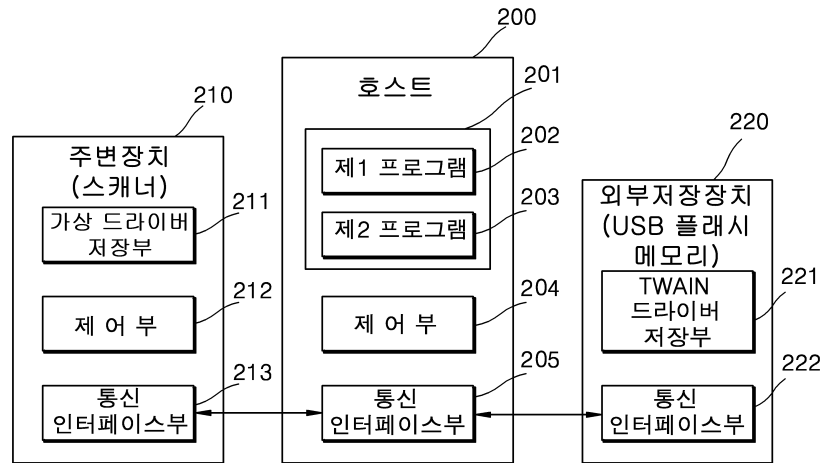 200
호스트
201
제1 프로그램
202
제2 프로그램
203
제 어 부
204
통신
인터페이스부
205
210
주변장치
(스캐너)
가상 드라이버
저장부
211
제 어 부
212
통신
인터페이스부
213
220
외부저장장치
(USB 플래시
메모리)
TWAIN
드라이버
저장부
221
통신
인터페이스부
222